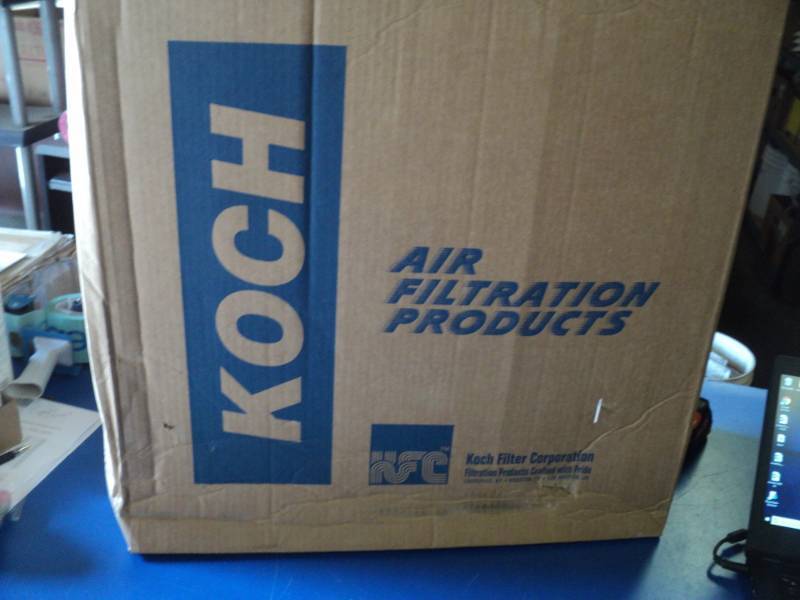 KOCH
AIR
FILTRATION
PRODUCTS
KFC
Koch Filter Corporation
Filtration Products Crafted with Pride